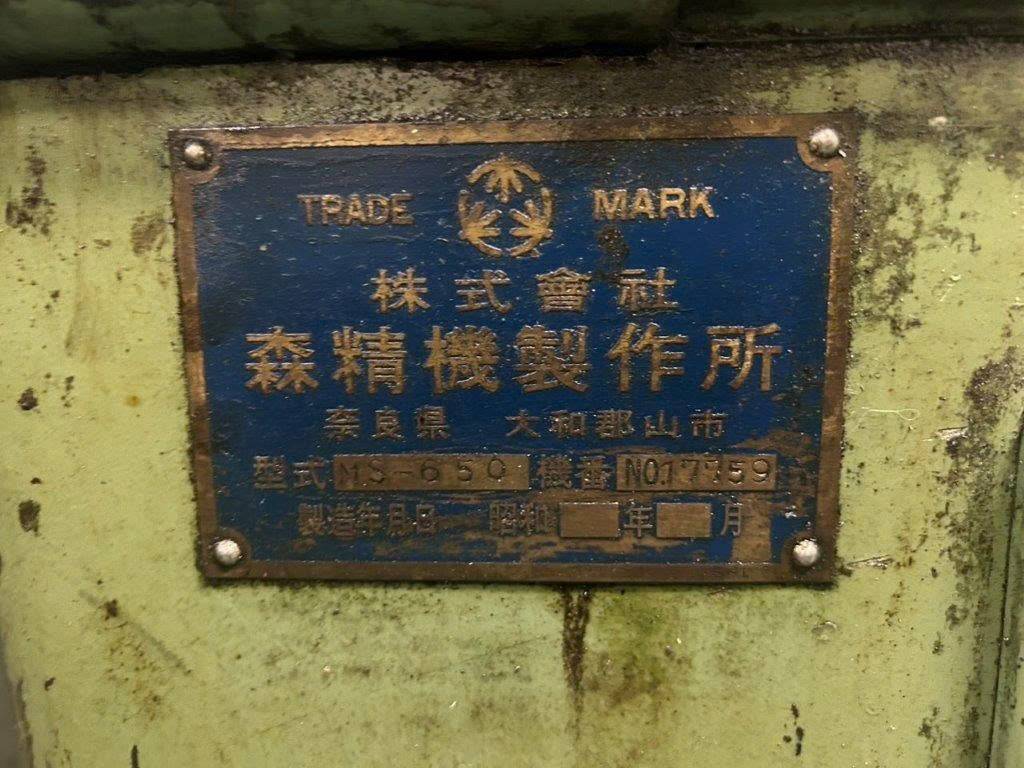 TRADE MARK
株式會社
森精機製作所
奈良県 大和郡山市
型式 MS-650 機番 NO.17759
製造年月日 昭和 年 月